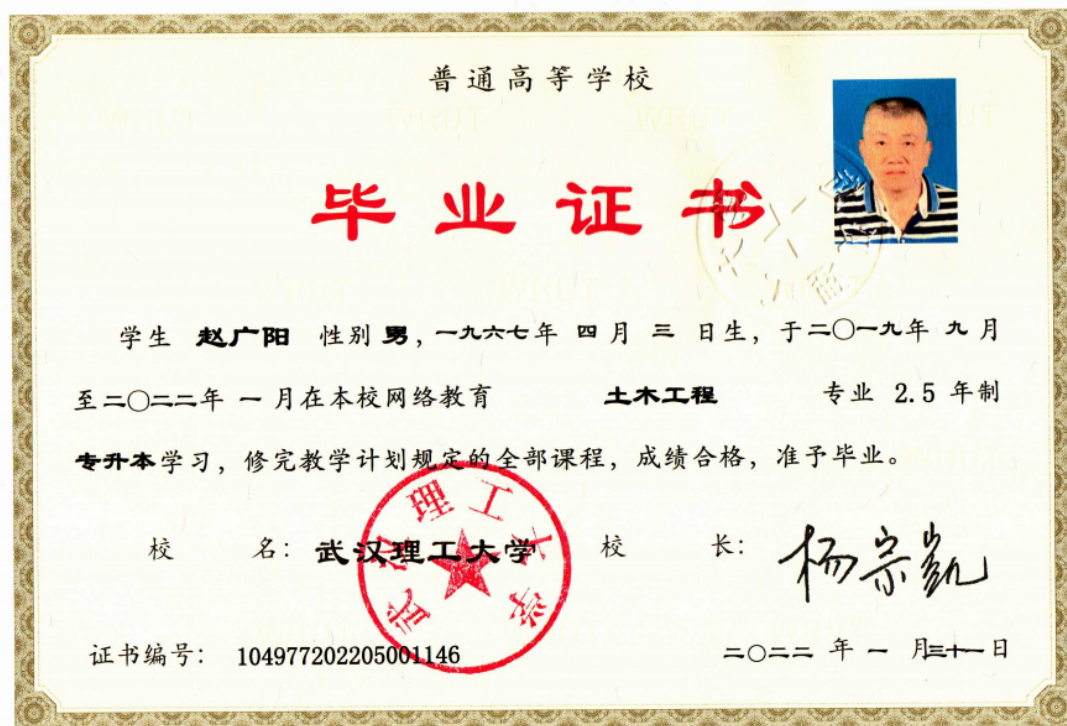 普通高等学校
毕业证书
学生 赵广阳 性别 男，一九六七年 四 月 三 日生，于二〇一九年 九 月
至二〇二二年 一 月在本校网络教育 土木工程 专业 2.5 年制
专升本学习，修完教学计划规定的全部课程，成绩合格，准予毕业。
校 名：武汉理工大学 校 长：杨宗凯
武汉理工大学
证书编号：104977202205001146 二〇二二 年 一 月三十一日